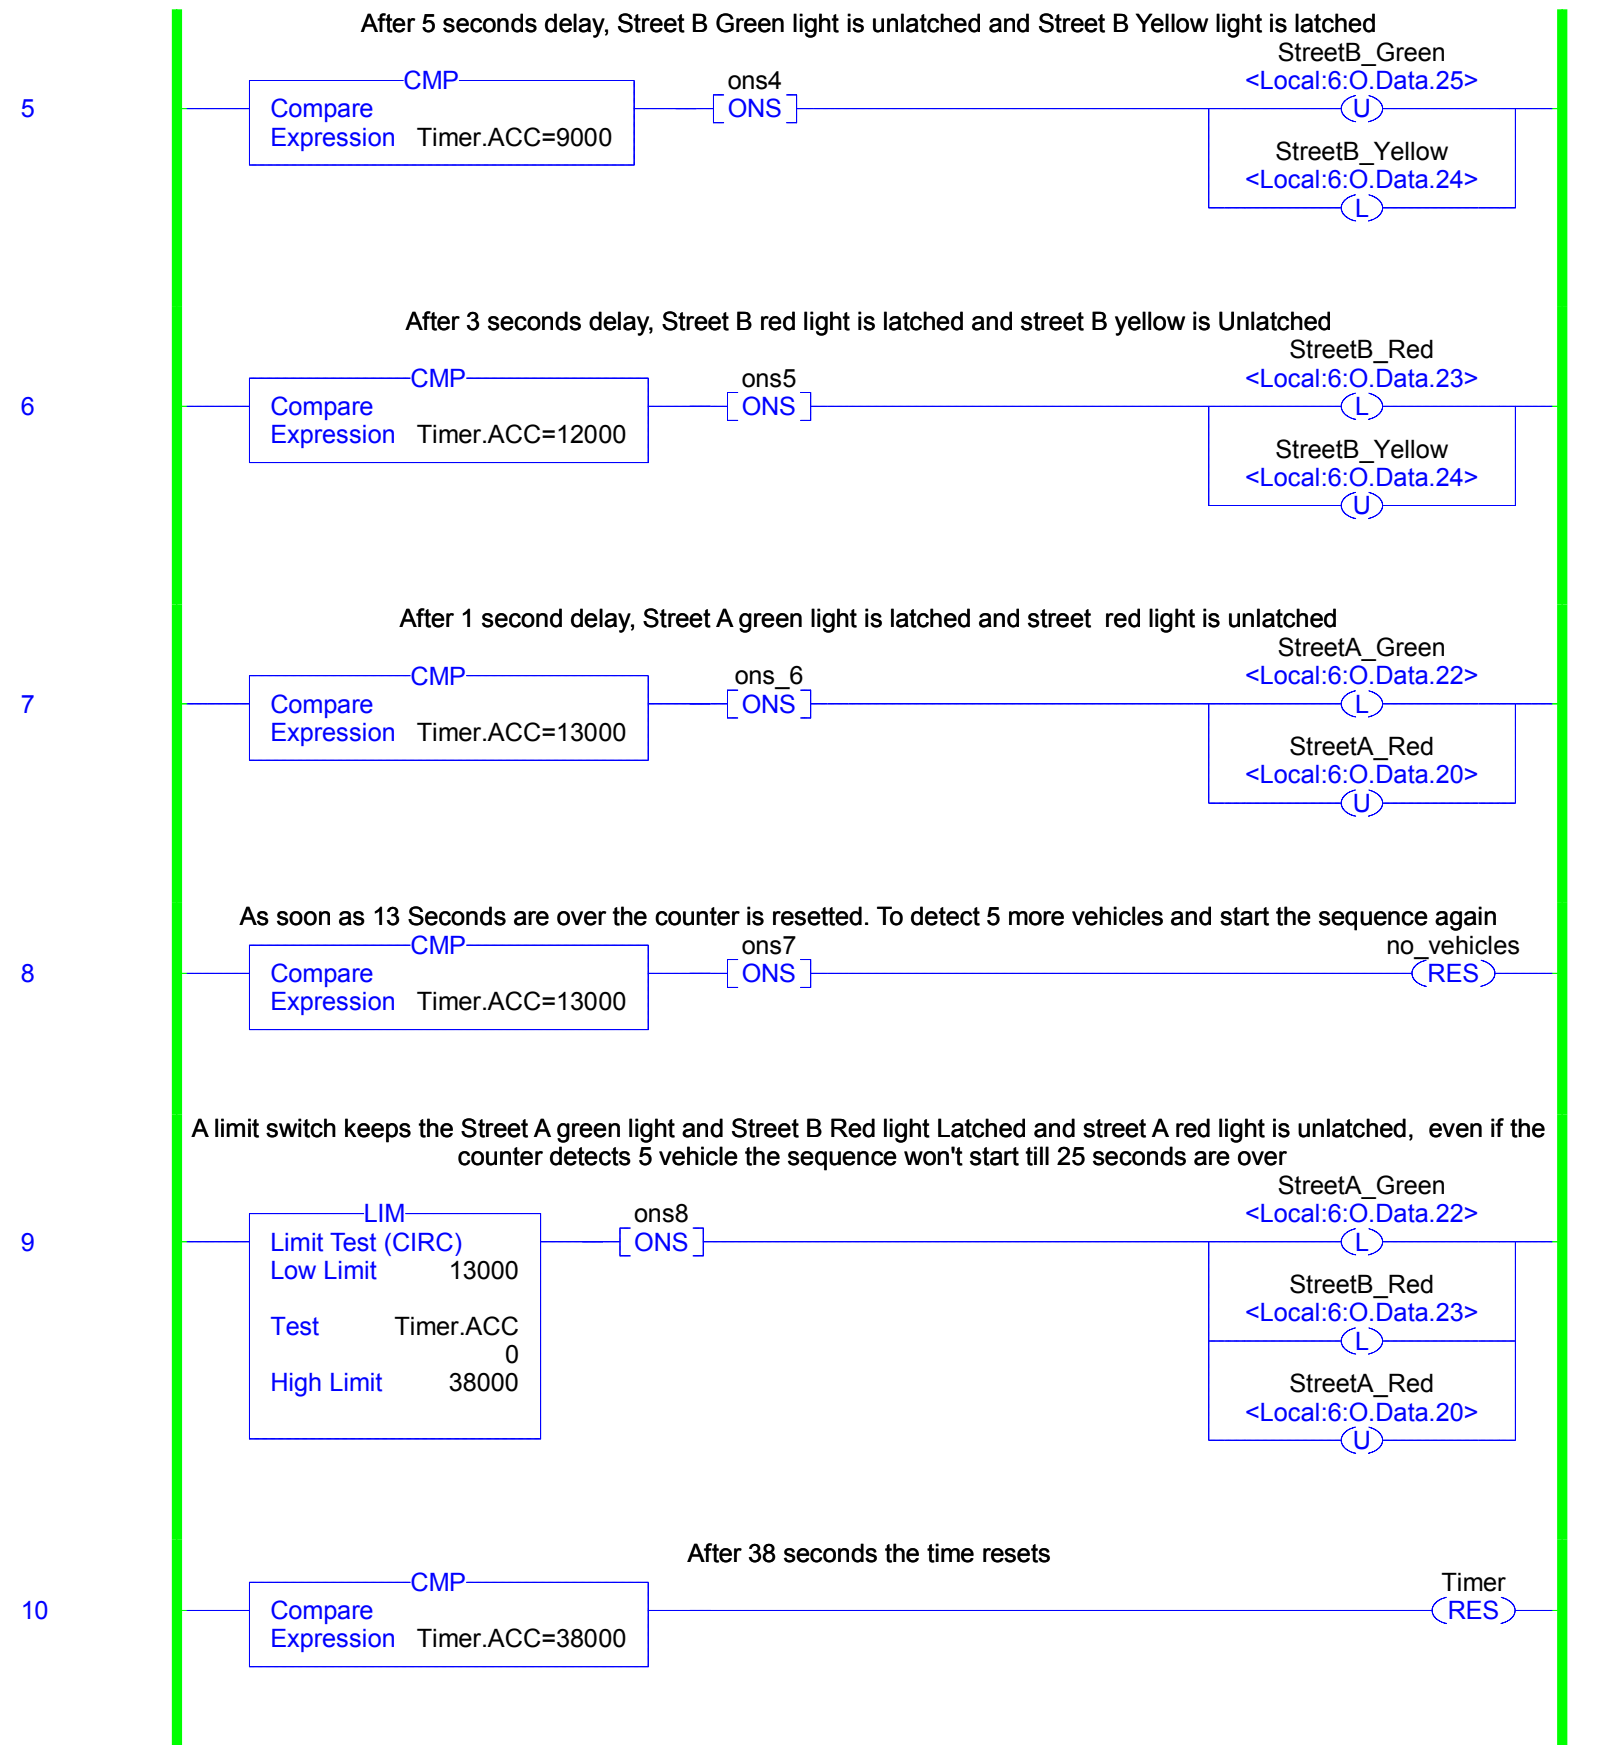 After 5 seconds delay, Street B Green light is unlatched and Street B Yellow light is latched
5
CMP
Compare
Expression Timer.ACC=9000
ons4
ONS
StreetB_Green
<Local:6:O.Data.25>
U
StreetB_Yellow
<Local:6:O.Data.24>
L
After 3 seconds delay, Street B red light is latched and street B yellow is Unlatched
6
CMP
Compare
Expression Timer.ACC=12000
ons5
ONS
StreetB_Red
<Local:6:O.Data.23>
L
StreetB_Yellow
<Local:6:O.Data.24>
U
After 1 second delay, Street A green light is latched and street red light is unlatched
7
CMP
Compare
Expression Timer.ACC=13000
ons_6
ONS
StreetA_Green
<Local:6:O.Data.22>
L
StreetA_Red
<Local:6:O.Data.20>
U
As soon as 13 Seconds are over the counter is resetted. To detect 5 more vehicles and start the sequence again
8
CMP
Compare
Expression Timer.ACC=13000
ons7
ONS
no_vehicles
RES
A limit switch keeps the Street A green light and Street B Red light Latched and street A red light is unlatched, even if the
counter detects 5 vehicle the sequence won't start till 25 seconds are over
9
LIM
Limit Test (CIRC)
Low Limit 13000
Test Timer.ACC
0
High Limit 38000
ons8
ONS
StreetA_Green
<Local:6:O.Data.22>
L
StreetB_Red
<Local:6:O.Data.23>
L
StreetA_Red
<Local:6:O.Data.20>
U
After 38 seconds the time resets
10
CMP
Compare
Expression Timer.ACC=38000
Timer
RES